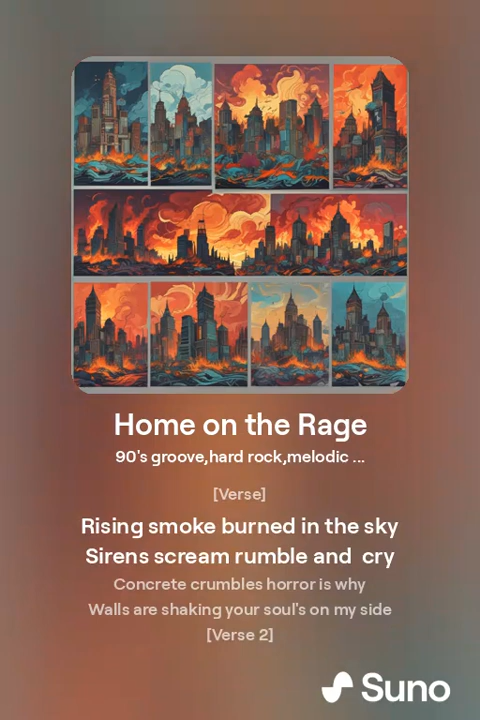 Home on the Rage
90's groove,hard rock,melodic ...
[Verse]
Rising smoke burned in the sky
Sirens scream rumble and  cry
Concrete crumbles horror is why
Walls are shaking your soul's on my side
[Verse 2]
Suno